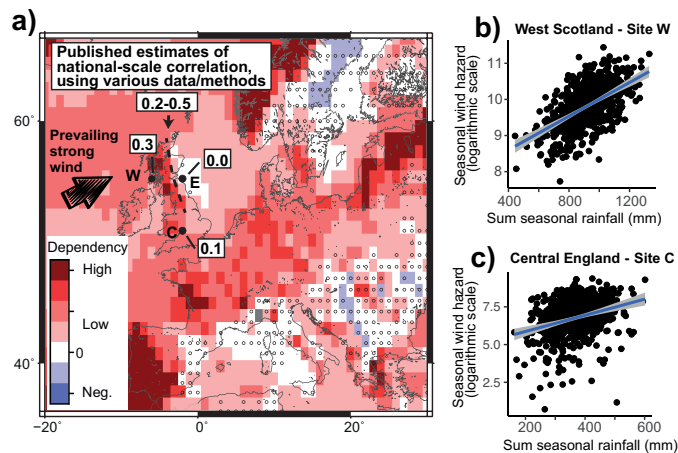 a)
Published estimates of
national-scale correlation,
using various data/methods
0.2-0.5
60°
Prevailing
strong
wind
0.3
0.0
W
E
C
0.1
Dependency
High
Low
0
Neg.
40°
−20°
0°
20°
b)
West Scotland - Site W
Seasonal wind hazard
(logarithmic scale)
11
10
9
8
400
800
1200
Sum seasonal rainfall (mm)
c)
Central England - Site C
Seasonal wind hazard
(logarithmic scale)
7.5
5.0
2.5
200
300
400
500
600
Sum seasonal rainfall (mm)